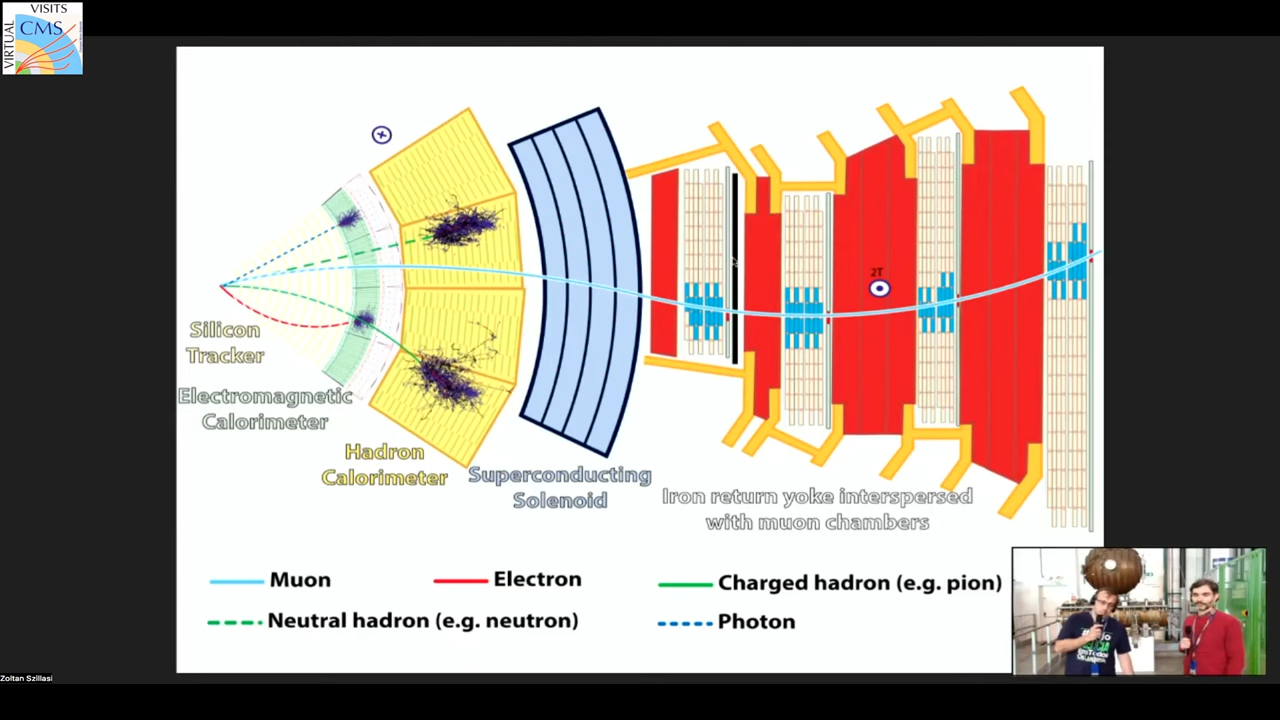 VISITS
VIRTUAL
CMS
2T
Silicon
Tracker
Electromagnetic
Calorimeter
Hadron
Calorimeter
Superconducting
Solenoid
Iron return yoke interspersed
with muon chambers
Muon
Electron
Charged hadron (e.g. pion)
Neutral hadron (e.g. neutron)
Photon
Zoltan Szillasi